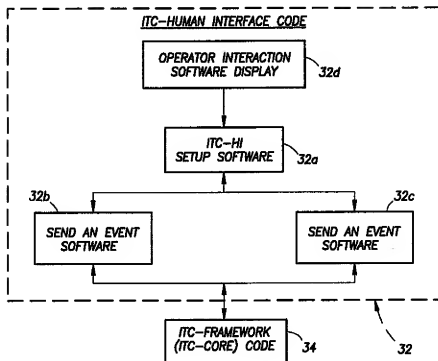 ITC-HUMAN INTERFACE CODE
OPERATOR INTERACTION
SOFTWARE DISPLAY
32d
ITC-HI
SETUP SOFTWARE
32a
32b
32c
SEND AN EVENT
SOFTWARE
SEND AN EVENT
SOFTWARE
32
ITC-FRAMEWORK
(ITC-CORE) CODE
34